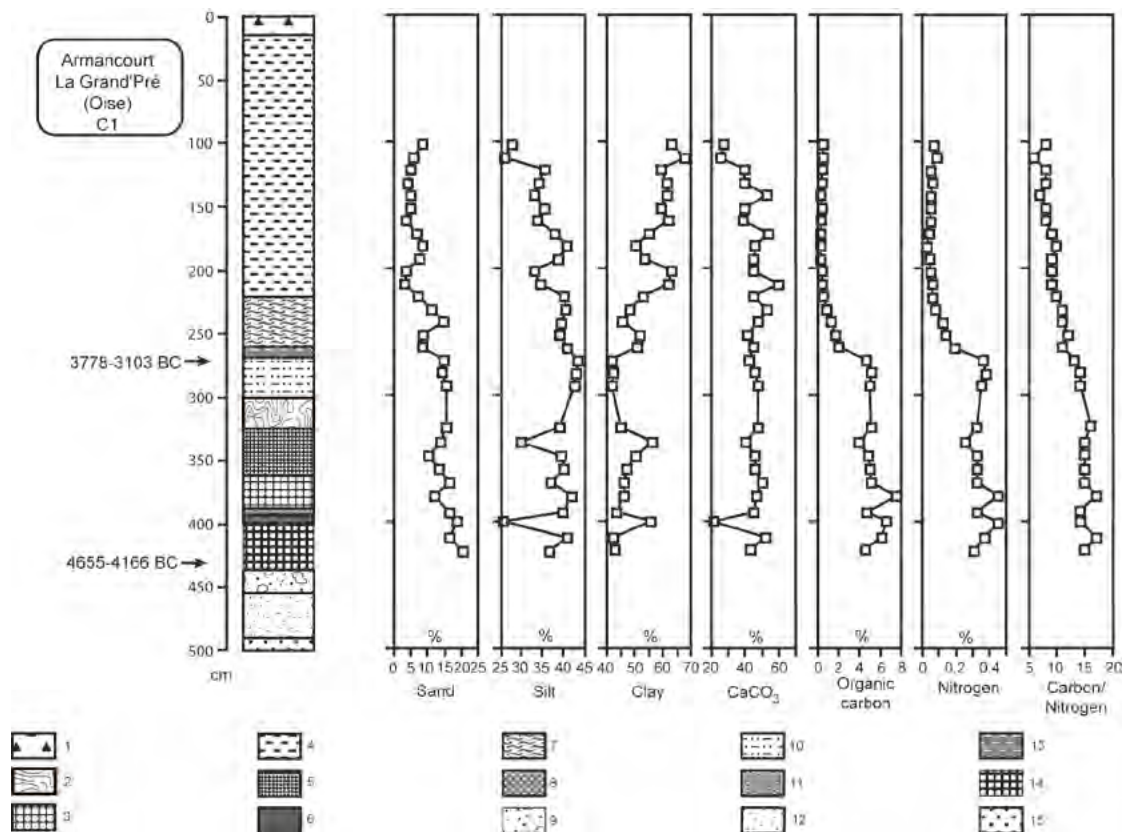 Armancourt
La Grand'Pré
(Oise)
C1
0
50
100
150
200
250
300
350
400
450
500
cm
3778-3103 BC
4655-4166 BC
% % % % % % 
0 5 10 15 20 25
Sand
25 30 35 40 45
Silt
40 50 60 70
Clay
20 40 60
CaCO3
0 2 4 6 8
Organic
carbon
0 0,2 0.4
Nitrogen
5 10 15 20
Carbon/
Nitrogen
1 4 7 10 13
2 5 8 11 14
3 6 9 12 15